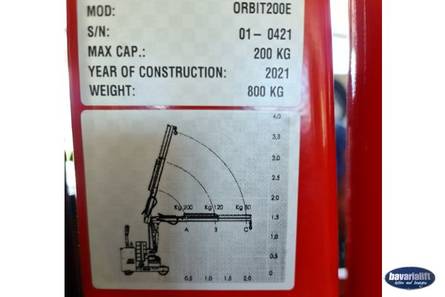 MOD: ORBIT200E
S/N: 01- 0421
MAX CAP.: 200 KG
YEAR OF CONSTRUCTION: 2021
WEIGHT: 800 KG
4,0
3,5
3,0
2,5
2,0
1,5
Kg 200 Kg 120 Kg 80
A B C
1,0
0,5
0,5 1,0 1,5 2,0
bavarialift